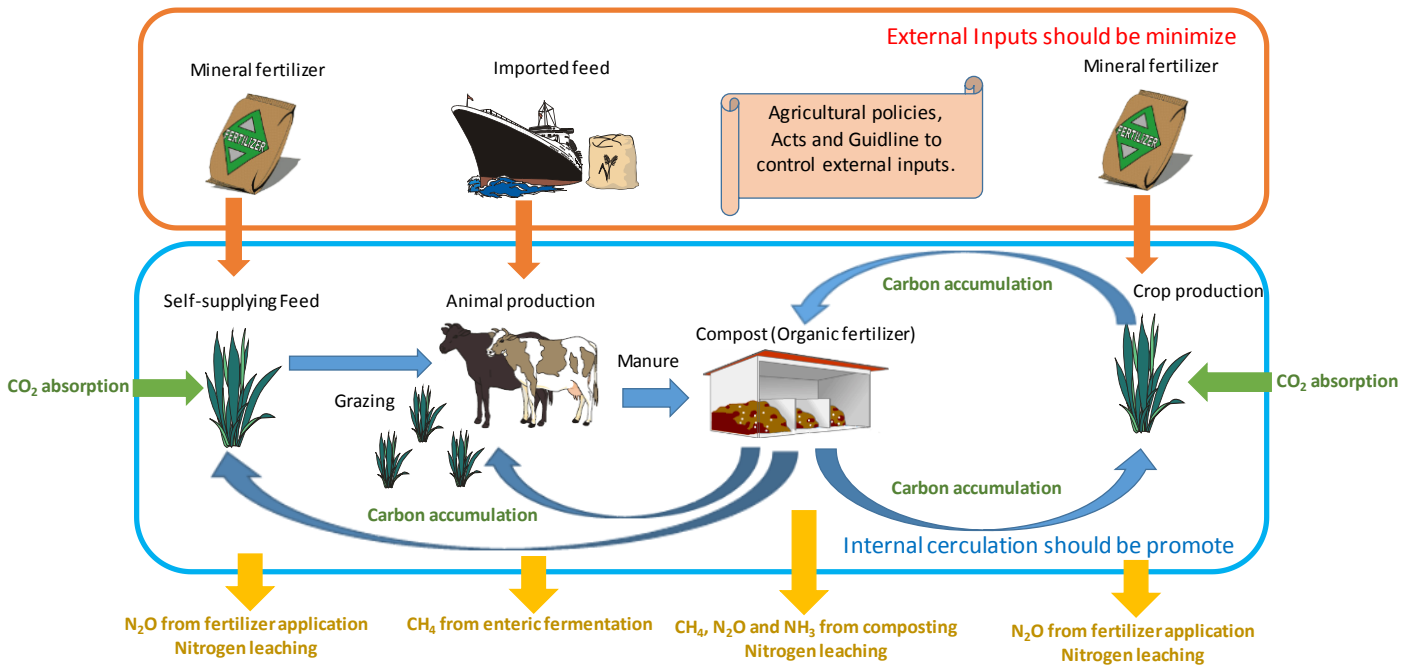 External Inputs should be minimize
Mineral fertilizer
Imported feed
Mineral fertilizer
FERTILIZER
Agricultural policies,
Acts and Guidline to
control external inputs.
FERTILIZER
Self-supplying Feed
Animal production
Carbon accumulation
Crop production
Compost (Organic fertilizer)
Manure
CO₂ absorption
Grazing
CO₂ absorption
Carbon accumulation
Carbon accumulation
Internal cerculation should be promote
N₂O from fertilizer application
Nitrogen leaching
CH₄ from enteric fermentation
CH₄, N₂O and NH₃ from composting
Nitrogen leaching
N₂O from fertilizer application
Nitrogen leaching